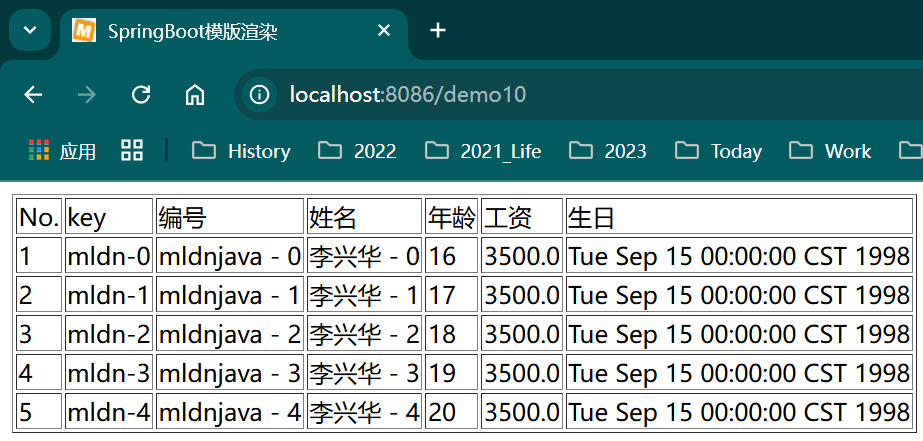 SpringBoot模版渲染
localhost:8086/demo10
应用 History 2022 2021_Life 2023 Today Work
No. key 编号 姓名 年龄 工资 生日
1 mldn-0 mldnjava - 0 李兴华 - 0 16 3500.0 Tue Sep 15 00:00:00 CST 1998
2 mldn-1 mldnjava - 1 李兴华 - 1 17 3500.0 Tue Sep 15 00:00:00 CST 1998
3 mldn-2 mldnjava - 2 李兴华 - 2 18 3500.0 Tue Sep 15 00:00:00 CST 1998
4 mldn-3 mldnjava - 3 李兴华 - 3 19 3500.0 Tue Sep 15 00:00:00 CST 1998
5 mldn-4 mldnjava - 4 李兴华 - 4 20 3500.0 Tue Sep 15 00:00:00 CST 1998